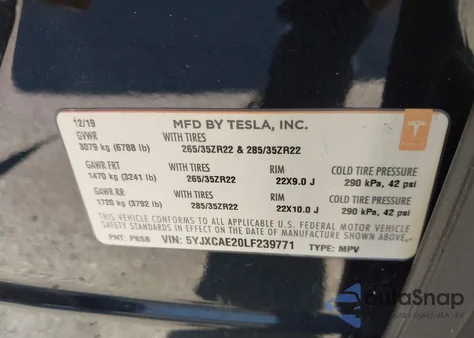 12/19 MFD BY TESLA, INC.
GVWR WITH TIRES
3079 kg (6788 lb) 265/35ZR22 & 285/35ZR22
GAWR FRT WITH TIRES RIM COLD TIRE PRESSURE
1470 kg (3241 lb) 265/35ZR22 22X9.0 J 290 kPa, 42 psi
GAWR RR WITH TIRES RIM COLD TIRE PRESSURE
1720 kg (3792 lb) 285/35ZR22 22X10.0 J 290 kPa, 42 psi
THIS VEHICLE CONFORMS TO ALL APPLICABLE
U.S. FEDERAL MOTOR VEHICLE SAFETY
STANDARDS IN EFFECT ON THE DATE OF
MANUFACTURE SHOWN ABOVE.
PNT: PBSB VIN: 5YJXCAE20LF239771 TYPE: MPV
AulaSnap